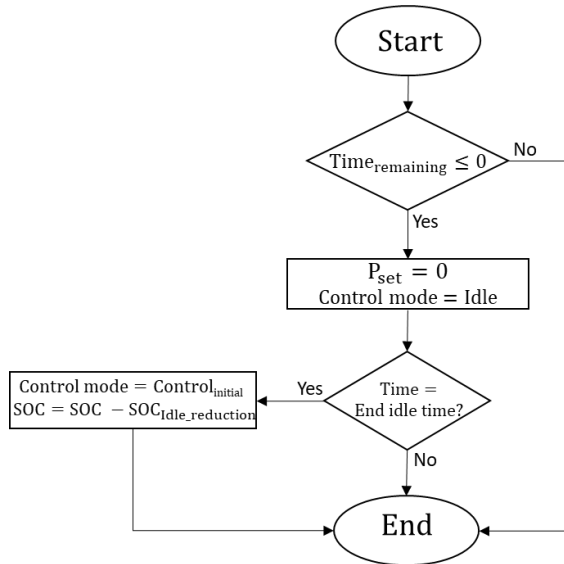 Start
Time_remaining ≤ 0
No
Yes
P_set = 0
Control mode = Idle
Control mode = Control_initial
SOC = SOC − SOC_Idle_reduction
Yes
Time =
End idle time?
No
End